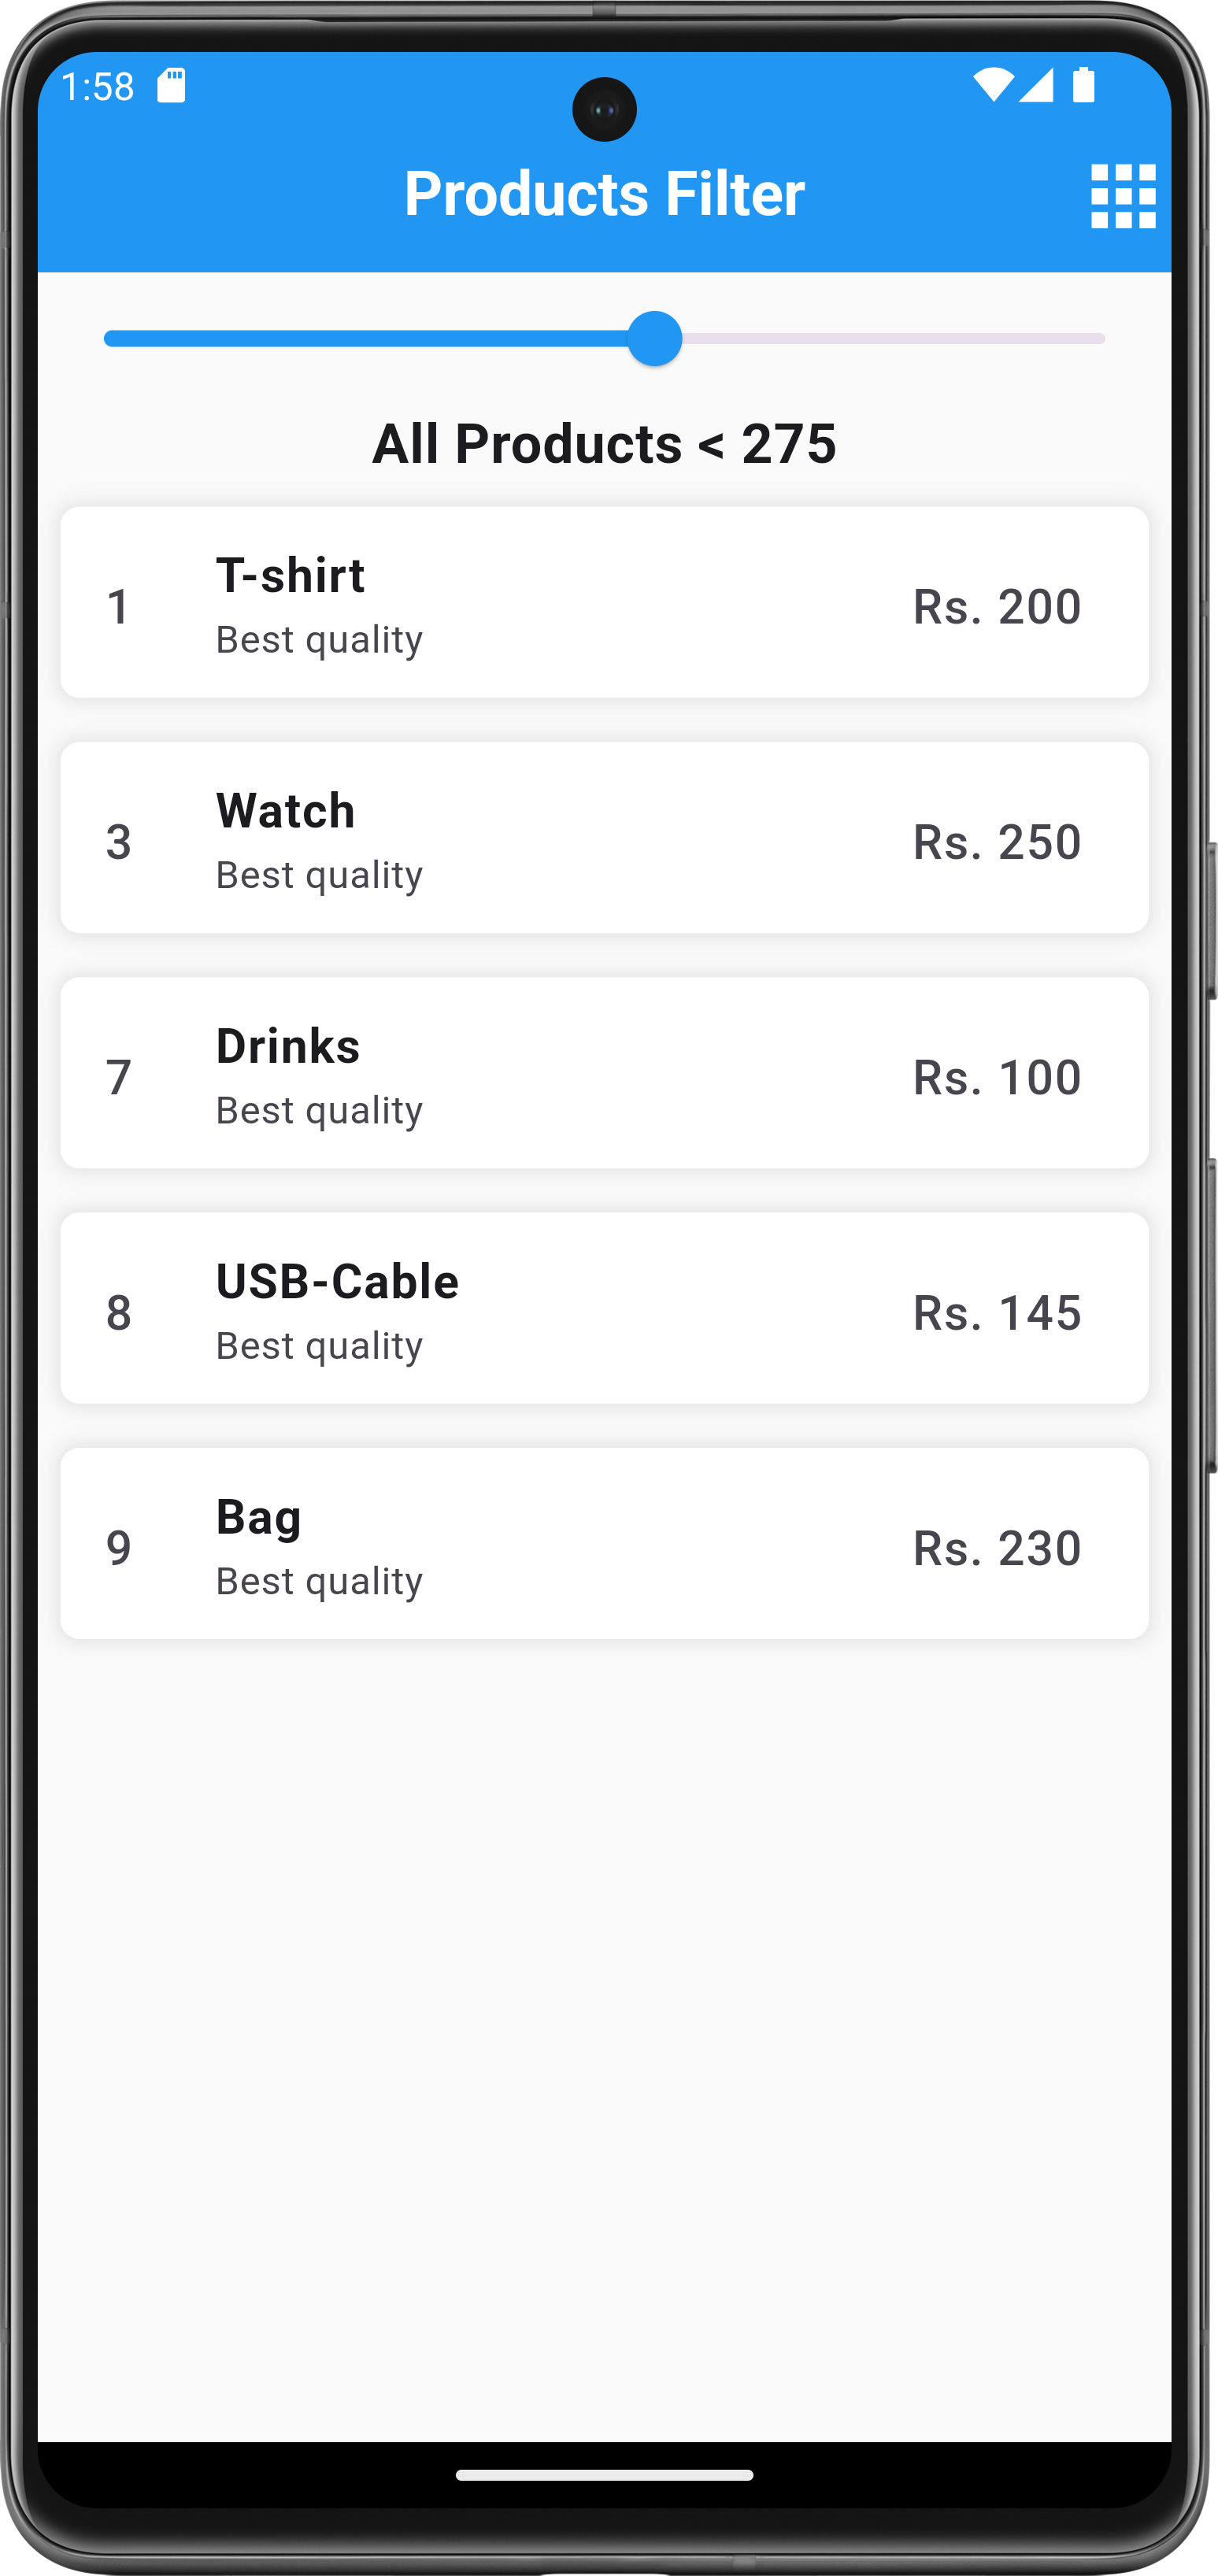 1:58
Products Filter
All Products < 275
T-shirt
1
Rs. 200
Best quality
Watch
3
Rs. 250
Best quality
Drinks
7
Rs. 100
Best quality
USB-Cable
8
Rs. 145
Best quality
Bag
9
Rs. 230
Best quality